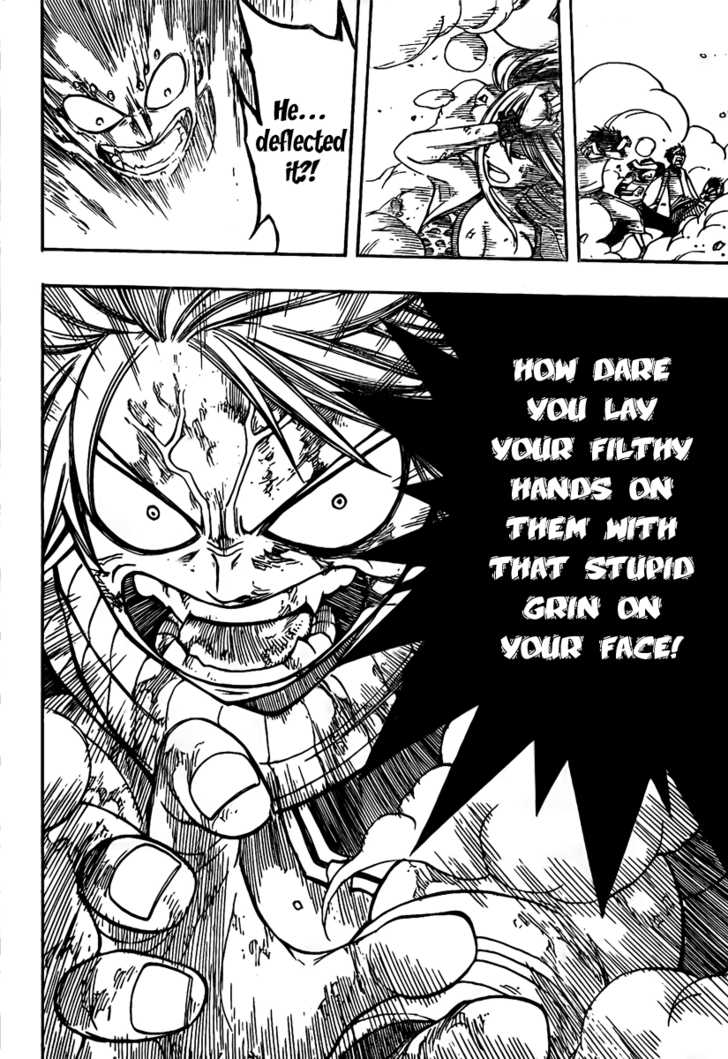 He...
deflected
it?!
HOW DARE
YOU LAY
YOUR FILTHY
HANDS ON
THEM WITH
THAT STUPID
GRIN ON
YOUR FACE!